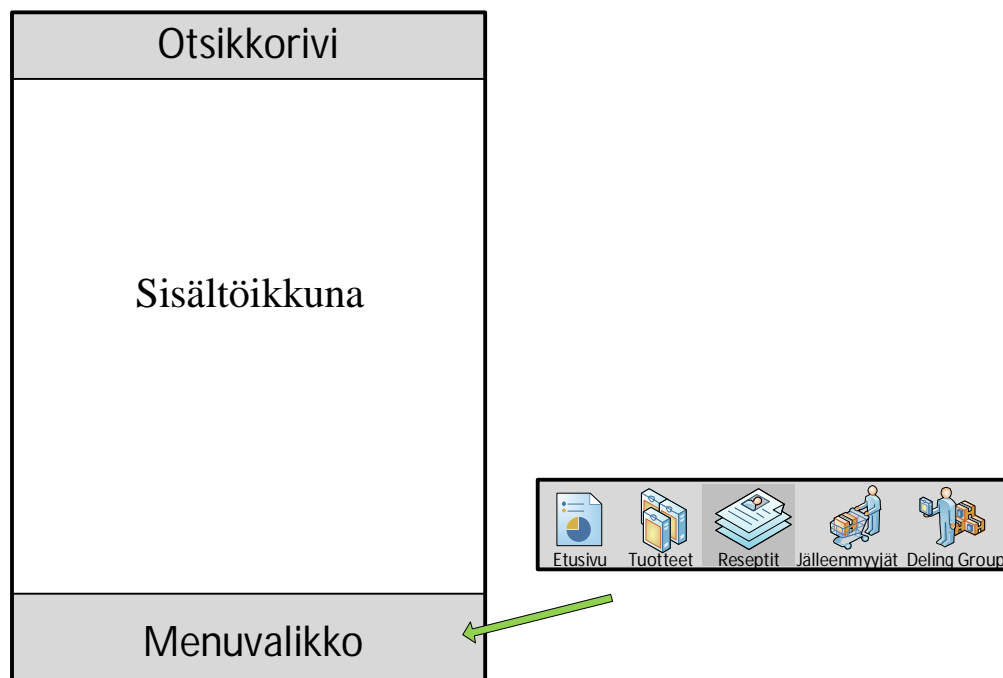 Otsikkorivi
Sisältöikkuna
Etusivu Tuotteet Reseptit Jälleenmyyjät Deling Group
Menuvalikko